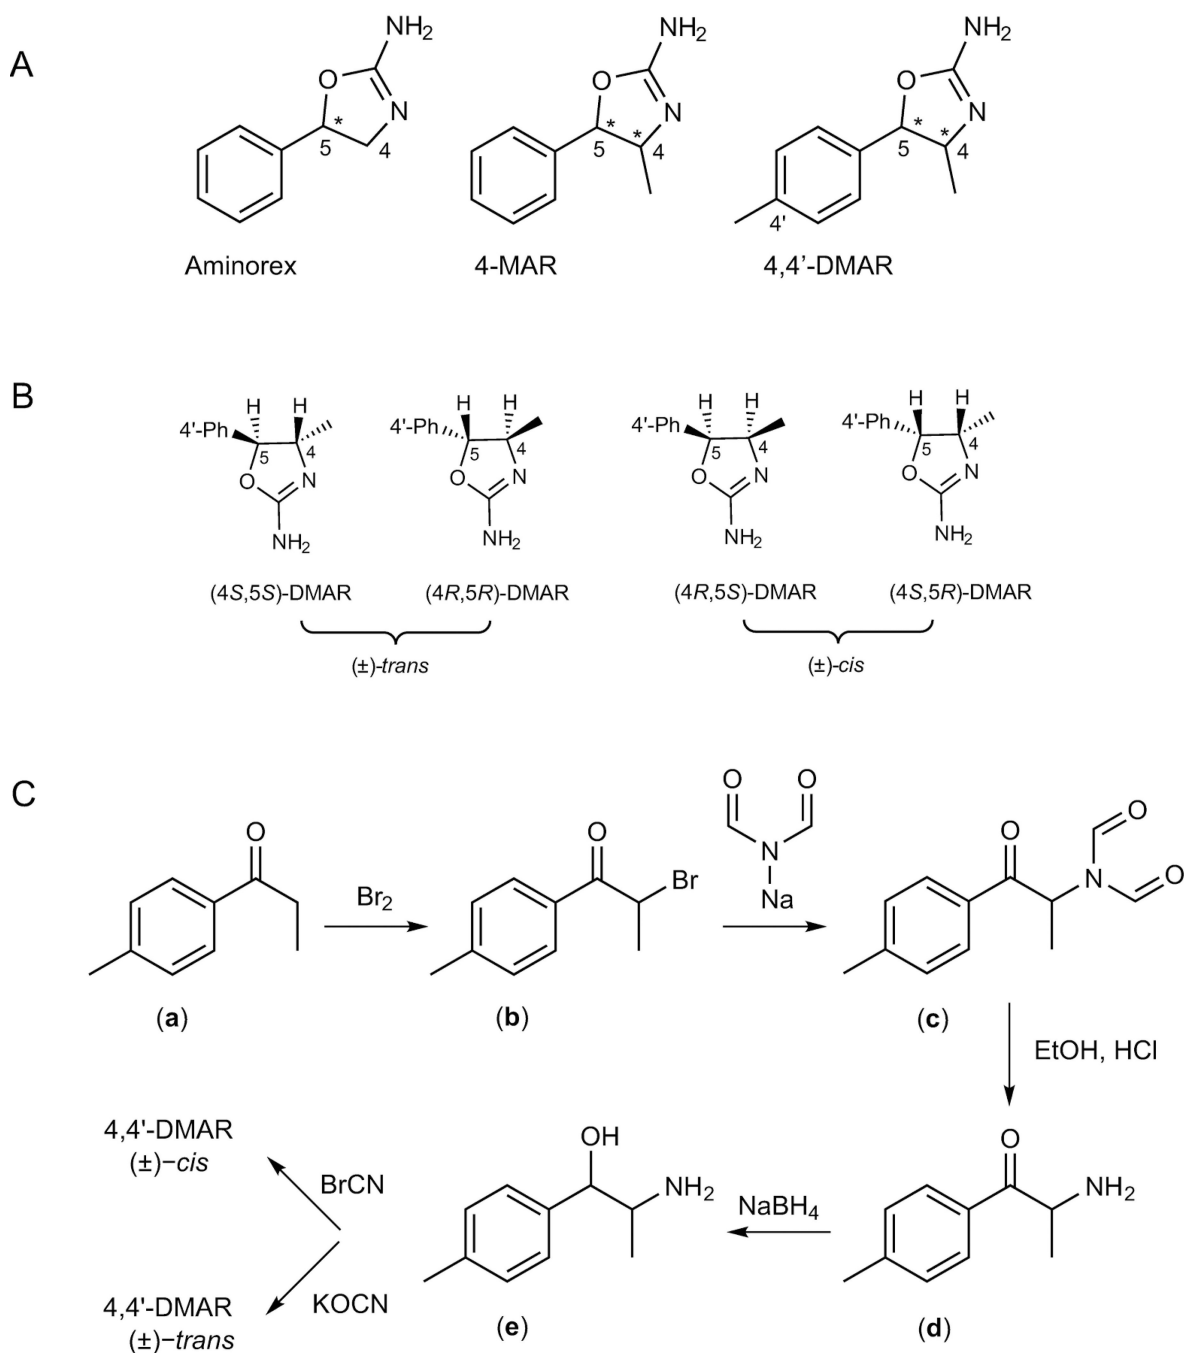 A
NH2 NH2 NH2
O O O
N N N
* * * * *
5 4 5 4 5 4
4'
Aminorex 4-MAR 4,4'-DMAR
B
H H H H H H H H
4'-Ph 4'-Ph 4'-Ph 4'-Ph
5 4 5 4 5 4 5 4
O N O N O N O N
NH2 NH2 NH2 NH2
(4S,5S)-DMAR (4R,5R)-DMAR (4R,5S)-DMAR (4S,5R)-DMAR
(±)-trans (±)-cis
C
O O O O O O
Br2 Br N N O
Na
(a) (b) (c)
EtOH, HCl
4,4'-DMAR OH O
(±)−cis
BrCN NH2 NaBH4 NH2
KOCN
4,4'-DMAR
(±)−trans (e) (d)